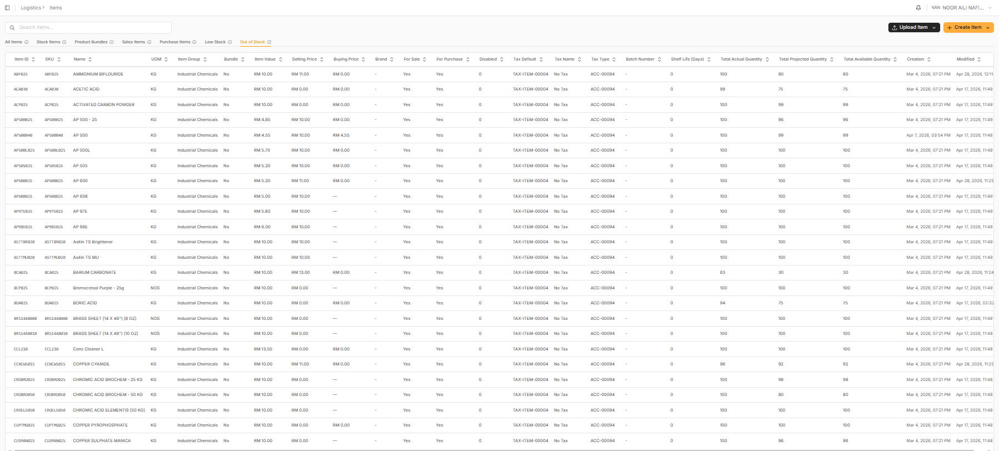 Logistics > Items
NAN NOOR AILI NAFI...
Search items...
Upload Item
Create Item
All Items Stock Items Product Bundles Sales Items Purchase Items Low Stock Out of Stock
Item ID SKU Name UOM Item Group Bundle Item Value Selling Price Buying Price Brand For Sale For Purchase Disabled Tax Default Tax Name Tax Type Batch Number Shelf Life (Days) Total Actual Quantity Total Projected Quantity Total Available Quantity Creation Modified
ABF025 ABF025 AMMONIUM BIFLOURIDE KG Industrial Chemicals No RM 10.00 RM 11.00 RM 0.00 - Yes Yes 0 TAX-ITEM-00004 No Tax ACC-00094 - 0 100 80 80 Mar 4, 2026, 07:21 PM Apr 28, 2026, 12:11
ACA030 ACA030 ACETIC ACID KG Industrial Chemicals No RM 10.00 RM 0.00 RM 0.00 - Yes Yes 0 TAX-ITEM-00004 No Tax ACC-00094 - 0 99 75 75 Mar 4, 2026, 07:21 PM Apr 17, 2026, 11:49
ACP025 ACP025 ACTIVATED CARBON POWDER KG Industrial Chemicals No RM 10.00 RM 0.00 RM 0.00 - Yes Yes 0 TAX-ITEM-00004 No Tax ACC-00094 - 0 100 99 99 Mar 4, 2026, 07:21 PM Apr 17, 2026, 11:49
AP500025 AP500025 AP 500 - 25 KG Industrial Chemicals No RM 4.85 RM 10.00 RM 0.00 - Yes Yes 0 TAX-ITEM-00004 No Tax ACC-00094 - 0 100 96 96 Mar 4, 2026, 07:21 PM Apr 17, 2026, 11:49
AP500040 AP500040 AP 500 KG Industrial Chemicals No RM 4.55 RM 10.00 RM 4.55 - Yes Yes 0 TAX-ITEM-00004 No Tax ACC-00094 - 0 100 99 99 Apr 7, 2026, 03:54 PM Apr 17, 2026, 11:48
AP500L025 AP500L025 AP 500L KG Industrial Chemicals No RM 5.70 RM 10.00 RM 0.00 - Yes Yes 0 TAX-ITEM-00004 No Tax ACC-00094 - 0 100 100 100 Mar 4, 2026, 07:21 PM Apr 17, 2026, 11:49
AP505025 AP505025 AP 505 KG Industrial Chemicals No RM 5.20 RM 10.00 RM 0.00 - Yes Yes 0 TAX-ITEM-00004 No Tax ACC-00094 - 0 100 100 100 Mar 4, 2026, 07:21 PM Apr 17, 2026, 11:49
AP600025 AP600025 AP 600 KG Industrial Chemicals No RM 5.20 RM 11.00 RM 0.00 - Yes Yes 0 TAX-ITEM-00004 No Tax ACC-00094 - 0 100 100 100 Mar 4, 2026, 07:21 PM Apr 28, 2026, 11:25
AP608025 AP608025 AP 608 KG Industrial Chemicals No RM 5.00 RM 10.00 — - Yes Yes 0 TAX-ITEM-00004 No Tax ACC-00094 - 0 100 100 100 Mar 4, 2026, 07:21 PM Apr 17, 2026, 11:49
AP97E025 AP97E025 AP 97E KG Industrial Chemicals No RM 5.80 RM 10.00 — - Yes Yes 0 TAX-ITEM-00004 No Tax ACC-00094 - 0 100 100 100 Mar 4, 2026, 07:21 PM Apr 17, 2026, 11:49
AP98E025 AP98E025 AP 98E KG Industrial Chemicals No RM 6.00 RM 10.00 — - Yes Yes 0 TAX-ITEM-00004 No Tax ACC-00094 - 0 100 100 100 Mar 4, 2026, 07:21 PM Apr 17, 2026, 11:49
ASTTBR020 ASTTBR020 Asitin TS Brightener KG Industrial Chemicals No RM 10.00 RM 10.00 — - Yes Yes 0 TAX-ITEM-00004 No Tax ACC-00094 - 0 100 100 100 Mar 4, 2026, 07:21 PM Apr 17, 2026, 11:49
ASTTMU020 ASTTMU020 Asitin TS MU KG Industrial Chemicals No RM 10.00 RM 10.00 — - Yes Yes 0 TAX-ITEM-00004 No Tax ACC-00094 - 0 100 100 100 Mar 4, 2026, 07:21 PM Apr 17, 2026, 11:49
BCA025 BCA025 BARIUM CARBONATE KG Industrial Chemicals No RM 10.00 RM 13.00 RM 0.00 - Yes Yes 0 TAX-ITEM-00004 No Tax ACC-00094 - 0 63 30 30 Mar 4, 2026, 07:21 PM Apr 28, 2026, 11:24
BCP025 BCP025 Bromocresol Purple - 25g NOS Industrial Chemicals No RM 10.00 RM 0.00 — - Yes Yes 0 TAX-ITEM-00004 No Tax ACC-00094 - 0 100 100 100 Mar 4, 2026, 07:21 PM Apr 17, 2026, 11:49
BOA025 BOA025 BORIC ACID KG Industrial Chemicals No RM 10.00 RM 0.00 RM 0.00 - Yes Yes 0 TAX-ITEM-00004 No Tax ACC-00094 - 0 94 75 75 Mar 4, 2026, 07:21 PM Apr 17, 2026, 02:32
BRS1448008 BRS1448008 BRASS SHEET (14 X 48") (8 OZ) NOS Industrial Chemicals No RM 10.00 RM 0.00 — - Yes Yes 0 TAX-ITEM-00004 No Tax ACC-00094 - 0 100 100 100 Mar 4, 2026, 07:21 PM Apr 17, 2026, 11:49
BRS1448010 BRS1448010 BRASS SHEET (14 X 48") (10 OZ) NOS Industrial Chemicals No RM 10.00 RM 0.00 — - Yes Yes 0 TAX-ITEM-00004 No Tax ACC-00094 - 0 100 100 100 Mar 4, 2026, 07:21 PM Apr 17, 2026, 11:49
CCL210 CCL210 Conc Cleaner L KG Industrial Chemicals No RM 13.50 RM 0.00 RM 0.00 - Yes Yes 0 TAX-ITEM-00004 No Tax ACC-00094 - 0 100 100 100 Mar 4, 2026, 07:21 PM Apr 17, 2026, 11:48
CCNCWS015 CCNCWS015 COPPER CYANIDE KG Industrial Chemicals No RM 10.00 RM 11.00 RM 0.00 - Yes Yes 0 TAX-ITEM-00004 No Tax ACC-00094 - 0 96 92 92 Mar 4, 2026, 07:21 PM Apr 28, 2026, 11:25
CROBRO025 CROBRO025 CHROMIC ACID BROCHEM - 25 KG KG Industrial Chemicals No RM 10.00 RM 0.00 — - Yes Yes 0 TAX-ITEM-00004 No Tax ACC-00094 - 0 100 98 98 Mar 4, 2026, 07:21 PM Apr 17, 2026, 11:48
CROBRO050 CROBRO050 CHROMIC ACID BROCHEM - 50 KG KG Industrial Chemicals No RM 10.00 RM 0.00 — - Yes Yes 0 TAX-ITEM-00004 No Tax ACC-00094 - 0 100 80 80 Mar 4, 2026, 07:21 PM Apr 17, 2026, 11:48
CROELE050 CROELE050 CHROMIC ACID ELEMENTIS (50 KG) KG Industrial Chemicals No RM 10.00 RM 0.00 — - Yes Yes 0 TAX-ITEM-00004 No Tax ACC-00094 - 0 100 100 100 Mar 4, 2026, 07:21 PM Apr 17, 2026, 11:48
CUPTMG025 CUPTMG025 COPPER PYROPHOSPHATE KG Industrial Chemicals No RM 10.00 RM 0.00 RM 0.00 - Yes Yes 0 TAX-ITEM-00004 No Tax ACC-00094 - 0 100 100 100 Mar 4, 2026, 07:21 PM Apr 17, 2026, 11:48
CUSMAN025 CUSMAN025 COPPER SULPHATE MANICA KG Industrial Chemicals No RM 10.00 RM 0.00 — - Yes Yes 0 TAX-ITEM-00004 No Tax ACC-00094 - 0 100 96 96 Mar 4, 2026, 07:21 PM Apr 17, 2026, 11:48